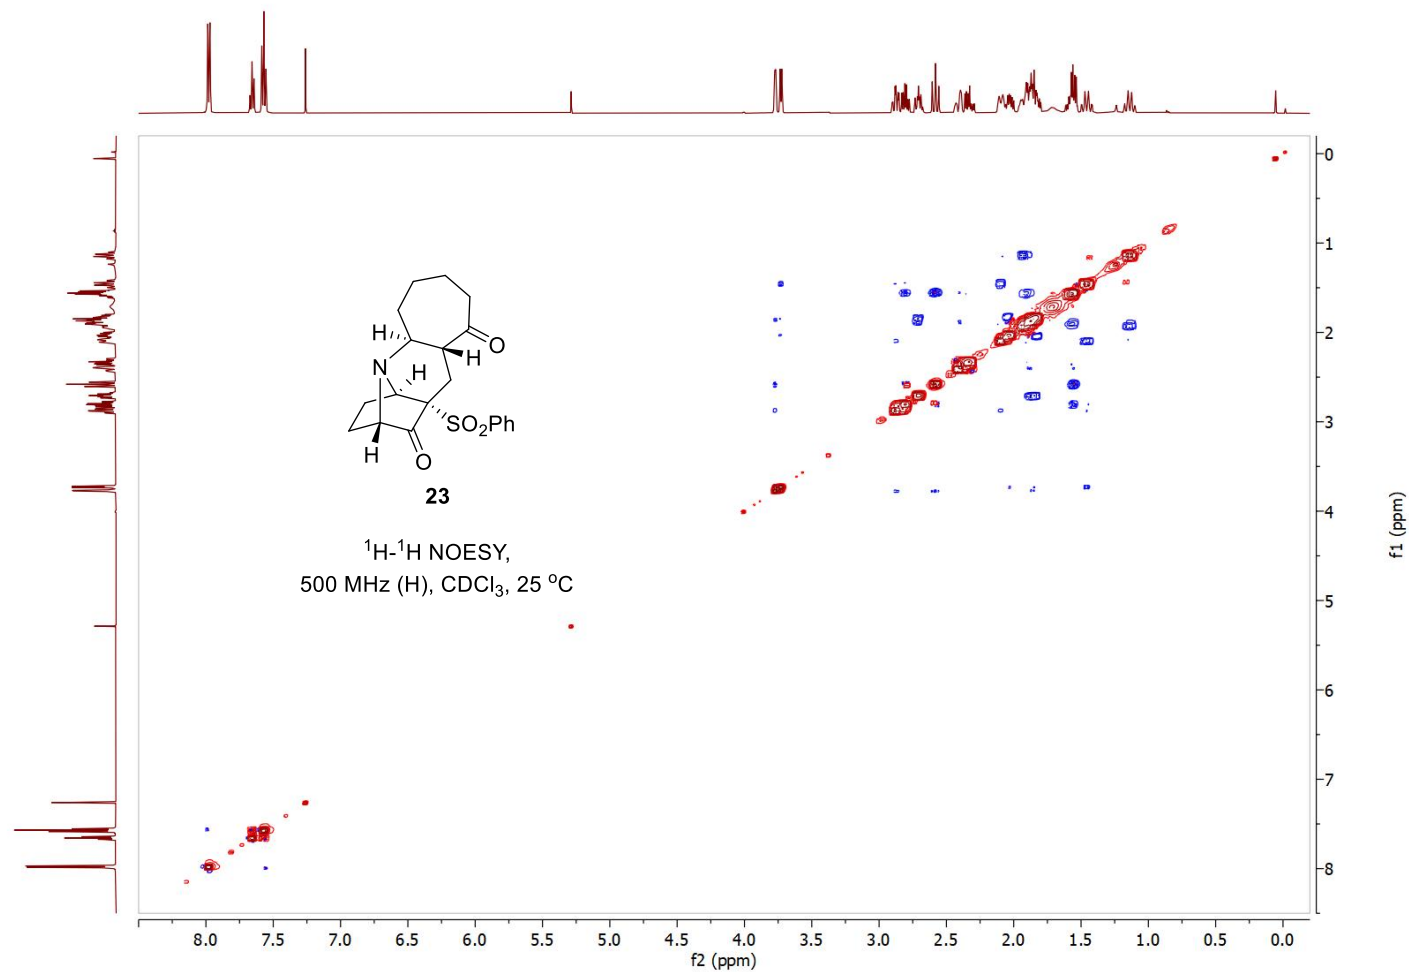 0
1
2
3
4
5
6
7
8
f1 (ppm)
H
O
H
N
H
SO₂Ph
H
O
23
¹H-¹H NOESY,
500 MHz (H), CDCl₃, 25 ºC
8.0 7.5 7.0 6.5 6.0 5.5 5.0 4.5 4.0 3.5 3.0 2.5 2.0 1.5 1.0 0.5 0.0
f2 (ppm)